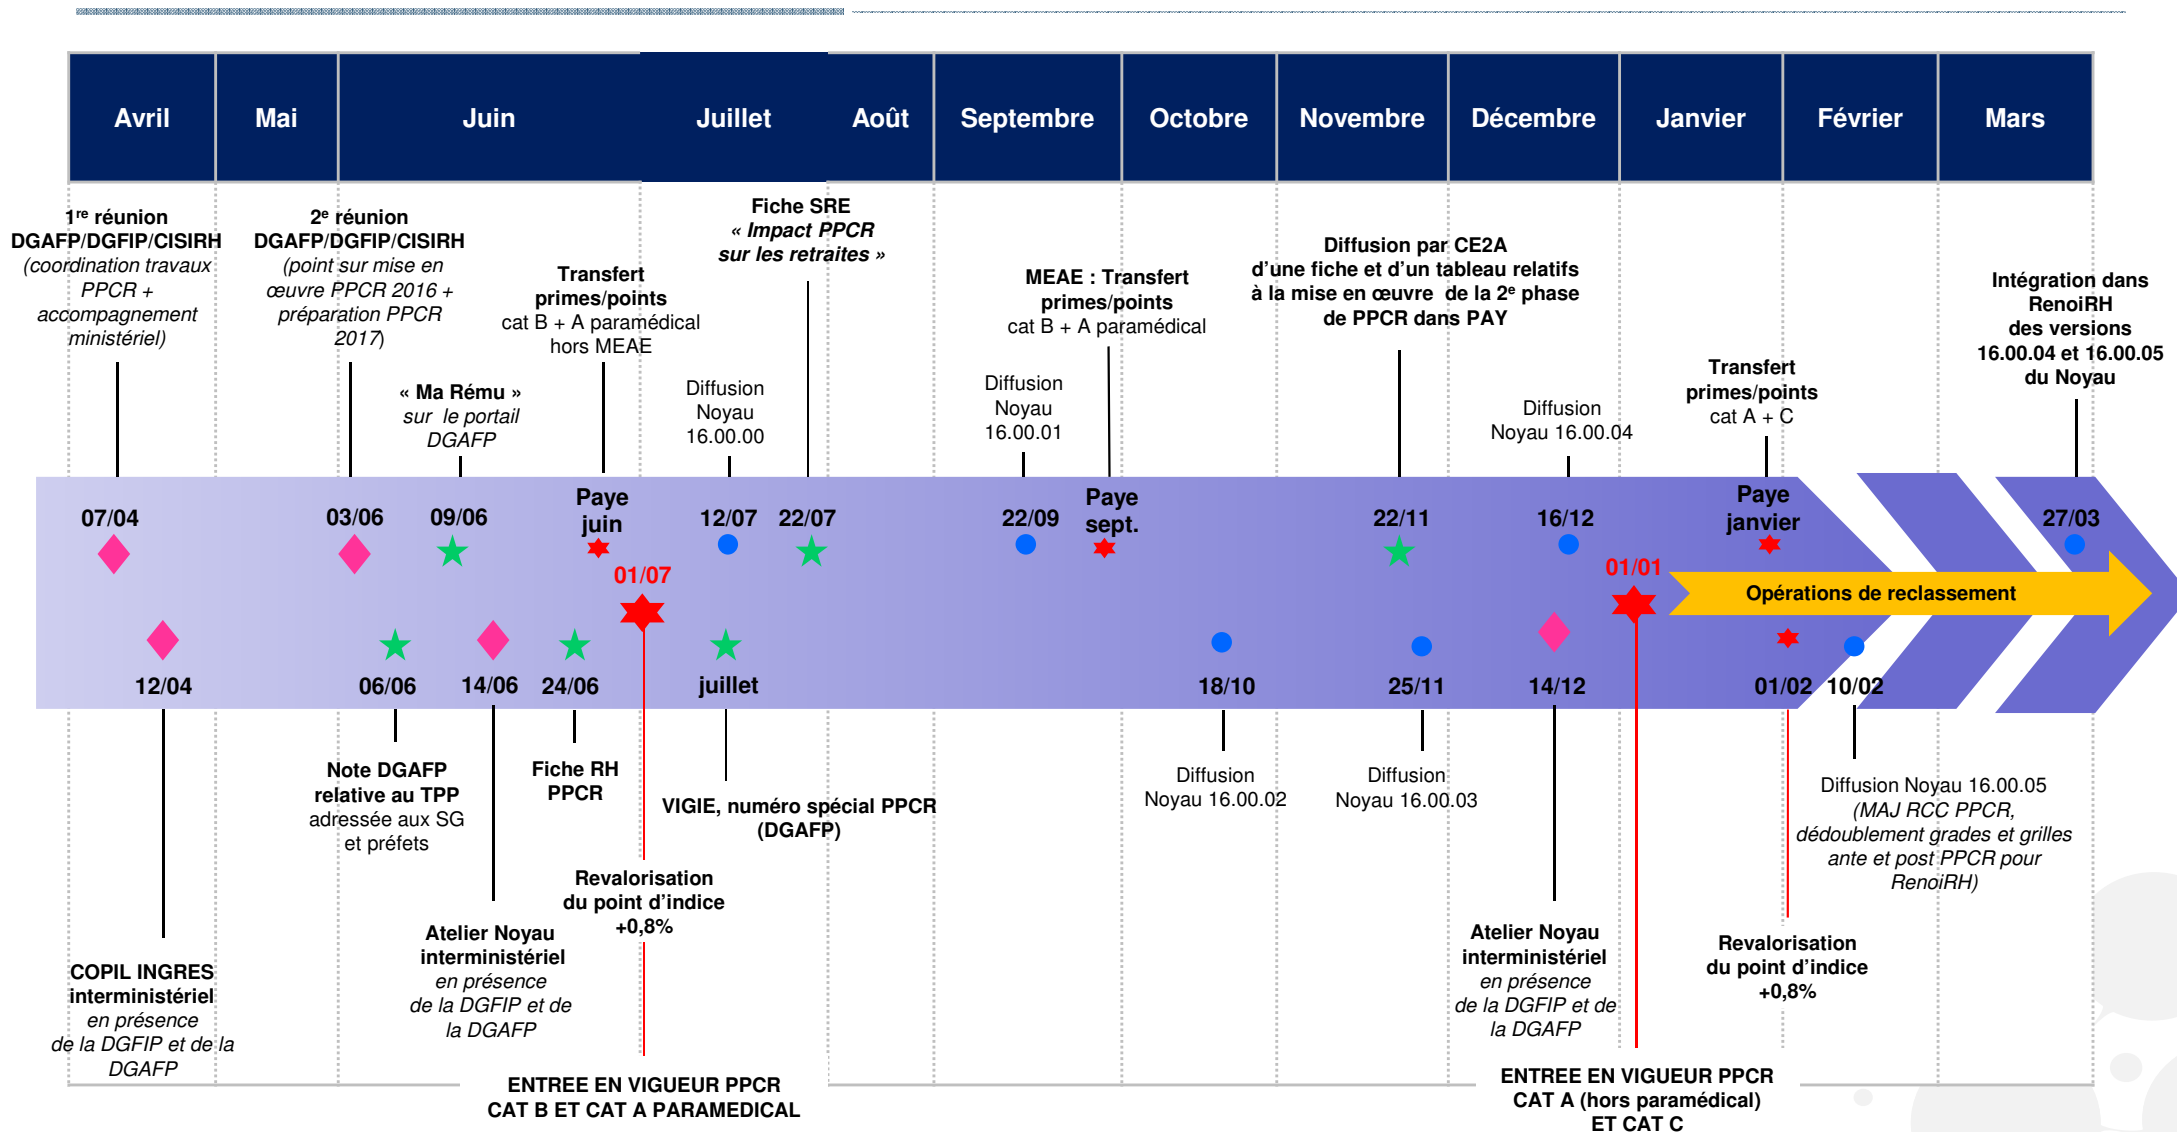 Avril
Mai
Juin
Juillet
Août
Septembre
Octobre
Novembre
Décembre
Janvier
Février
Mars
1re réunion
DGAFP/DGFIP/CISIRH
(coordination travaux
PPCR +
accompagnement
ministériel)
2e réunion
DGAFP/DGFIP/CISIRH
(point sur mise en
œuvre PPCR 2016 +
préparation PPCR
2017)
« Ma Rému »
sur le portail
DGAFP
Transfert
primes/points
cat B + A paramédical
hors MEAE
Fiche SRE
« Impact PPCR
sur les retraites »
Diffusion
Noyau
16.00.00
Diffusion
Noyau
16.00.01
MEAE : Transfert
primes/points
cat B + A paramédical
Diffusion par CE2A
d’une fiche et d’un tableau relatifs
à la mise en œuvre de la 2e phase
de PPCR dans PAY
Diffusion
Noyau 16.00.04
Transfert
primes/points
cat A + C
Intégration dans
RenoiRH
des versions
16.00.04 et 16.00.05
du Noyau
07/04
03/06
09/06
Paye
juin
12/07
22/07
22/09
Paye
sept.
22/11
16/12
Paye
janvier
27/03
01/07
01/01
Opérations de reclassement
12/04
06/06
14/06
24/06
juillet
18/10
25/11
14/12
01/02
10/02
COPIL INGRES
interministériel
en présence
de la DGFIP et de la
DGAFP
Note DGAFP
relative au TPP
adressée aux SG
et préfets
Atelier Noyau
interministériel
en présence
de la DGFIP et de
la DGAFP
Fiche RH
PPCR
Revalorisation
du point d’indice
+0,8%
VIGIE, numéro spécial PPCR
(DGAFP)
Diffusion
Noyau 16.00.02
Diffusion
Noyau 16.00.03
Atelier Noyau
interministériel
en présence
de la DGFIP et de
la DGAFP
Revalorisation
du point d’indice
+0,8%
Diffusion Noyau 16.00.05
(MAJ RCC PPCR,
dédoublement grades et grilles
ante et post PPCR pour
RenoiRH)
ENTREE EN VIGUEUR PPCR
CAT B ET CAT A PARAMEDICAL
ENTREE EN VIGUEUR PPCR
CAT A (hors paramédical)
ET CAT C